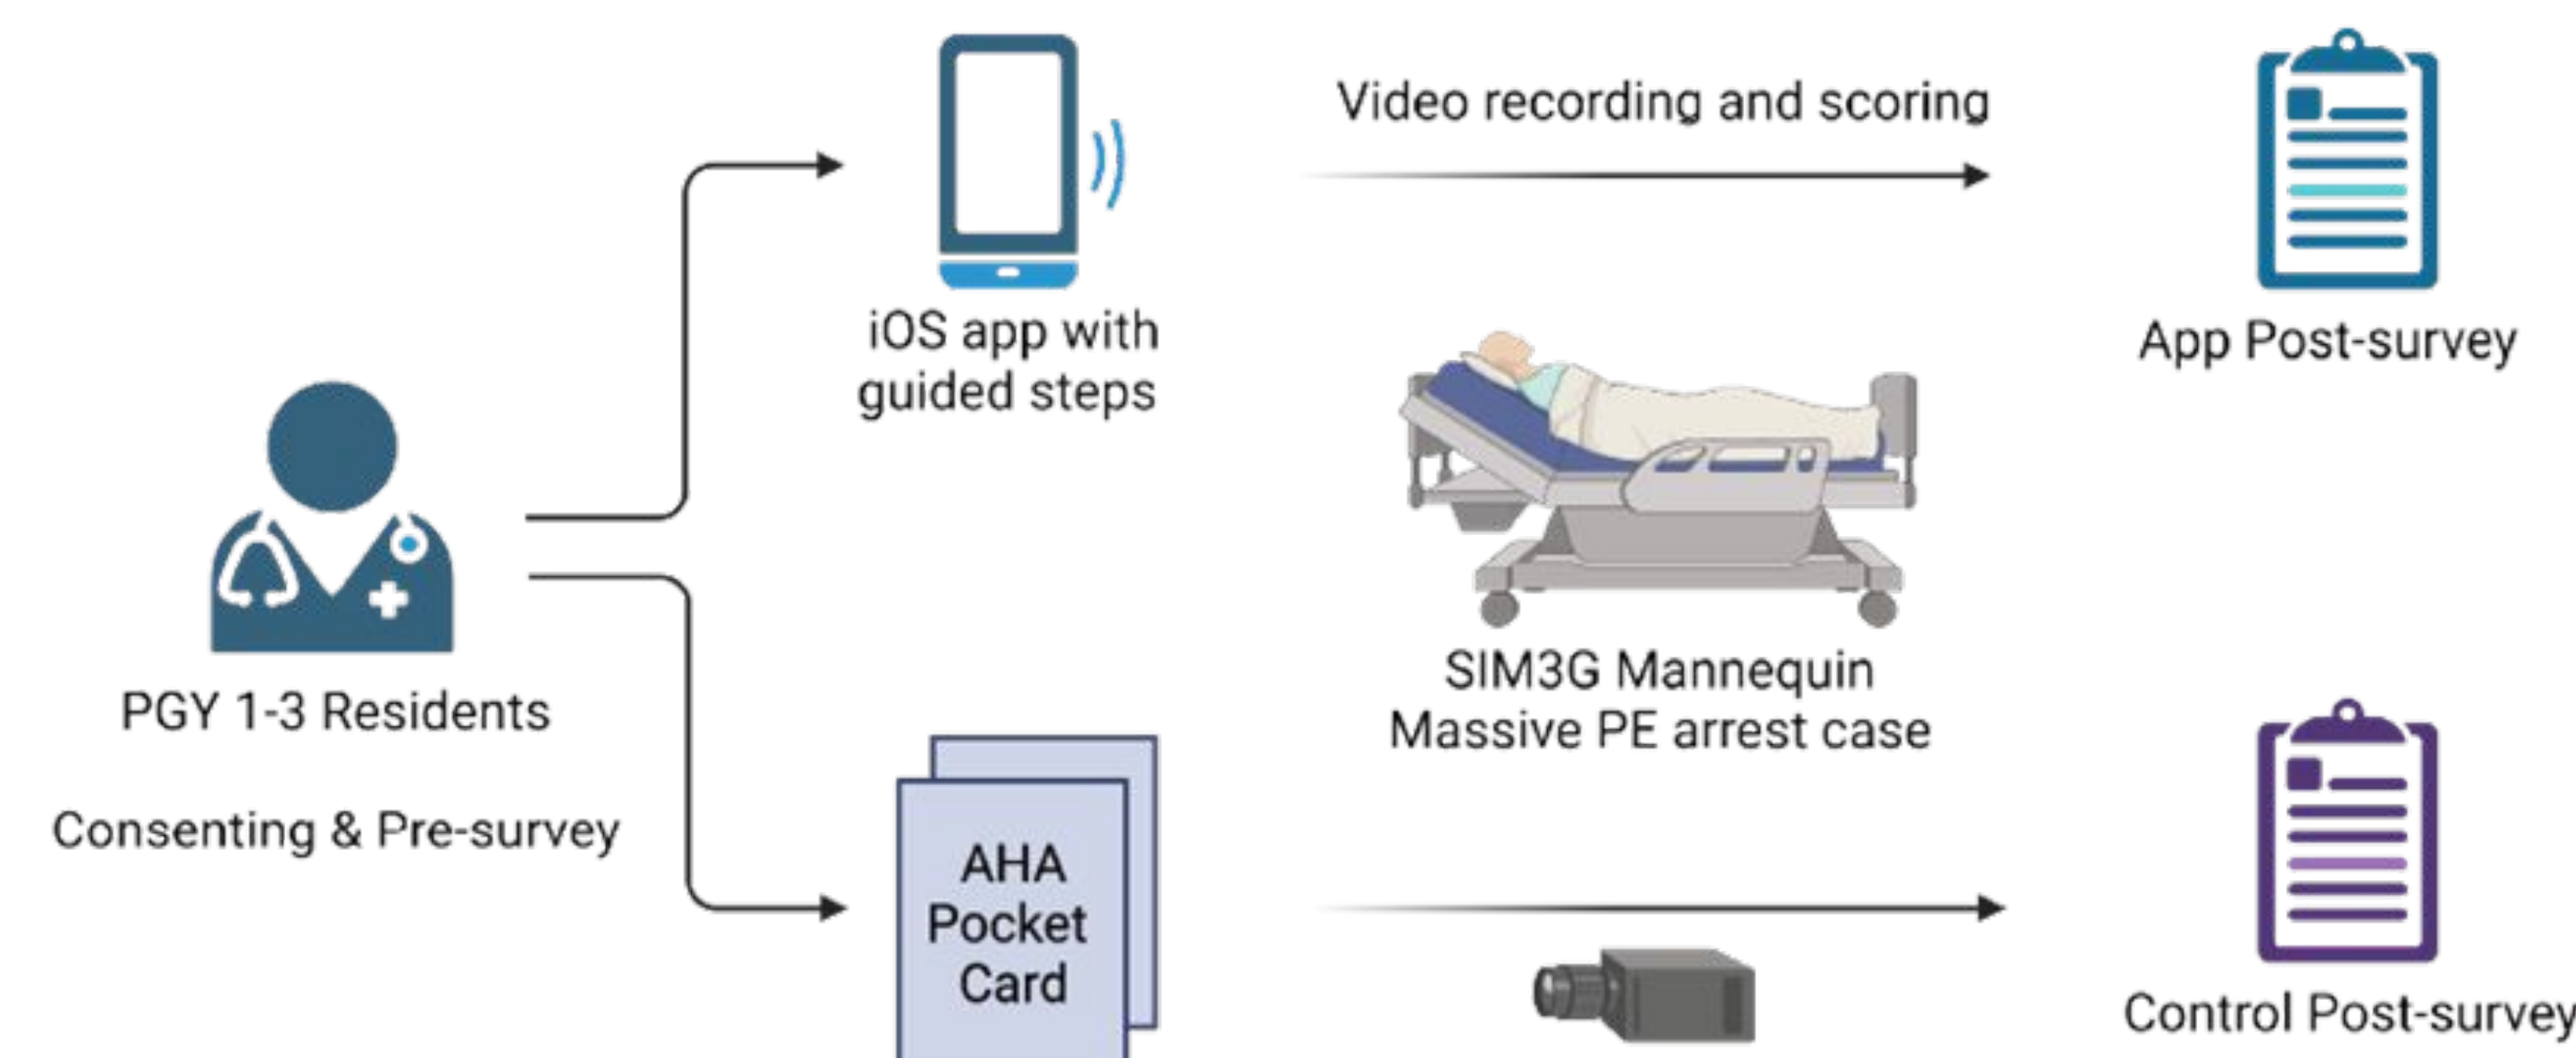 Video recording and scoring
iOS app with
guided steps
App Post-survey
PGY 1-3 Residents
Consenting & Pre-survey
SIM3G Mannequin
Massive PE arrest case
AHA
Pocket
Card
Control Post-survey